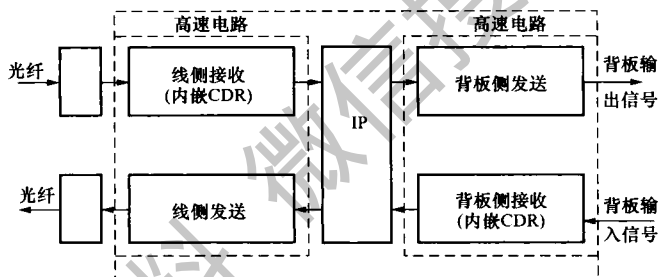 高速电路
高速电路
光纤
线侧接收
(内嵌CDR)
IP
背板侧发送
背板输
出信号
光纤
线侧发送
背板侧接收
(内嵌CDR)
背板输
入信号